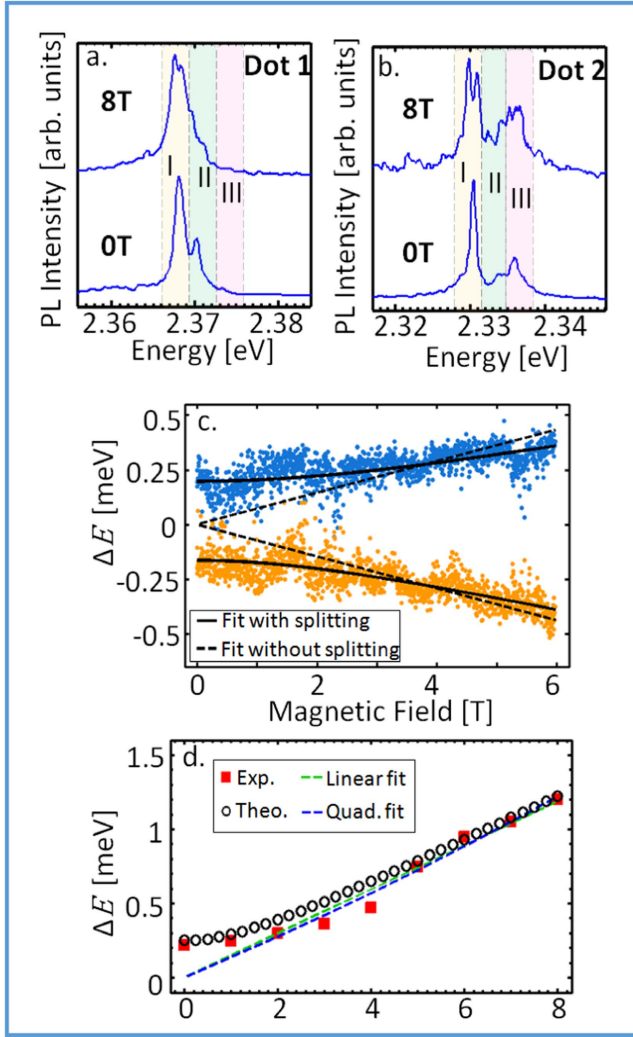 a. Dot 1
8T
I II III
0T
PL Intensity [arb. units]
2.36 2.37 2.38
Energy [eV]
b. Dot 2
8T
I II III
0T
PL Intensity [arb. units]
2.32 2.33 2.34
Energy [eV]
c.
0.5
0.25
0
-0.25
-0.5
ΔE [meV]
Fit with splitting
Fit without splitting
0 2 4 6
Magnetic Field [T]
d.
1.5
1
0.5
0
ΔE [meV]
Exp. Linear fit
Theo. Quad. fit
0 2 4 6 8